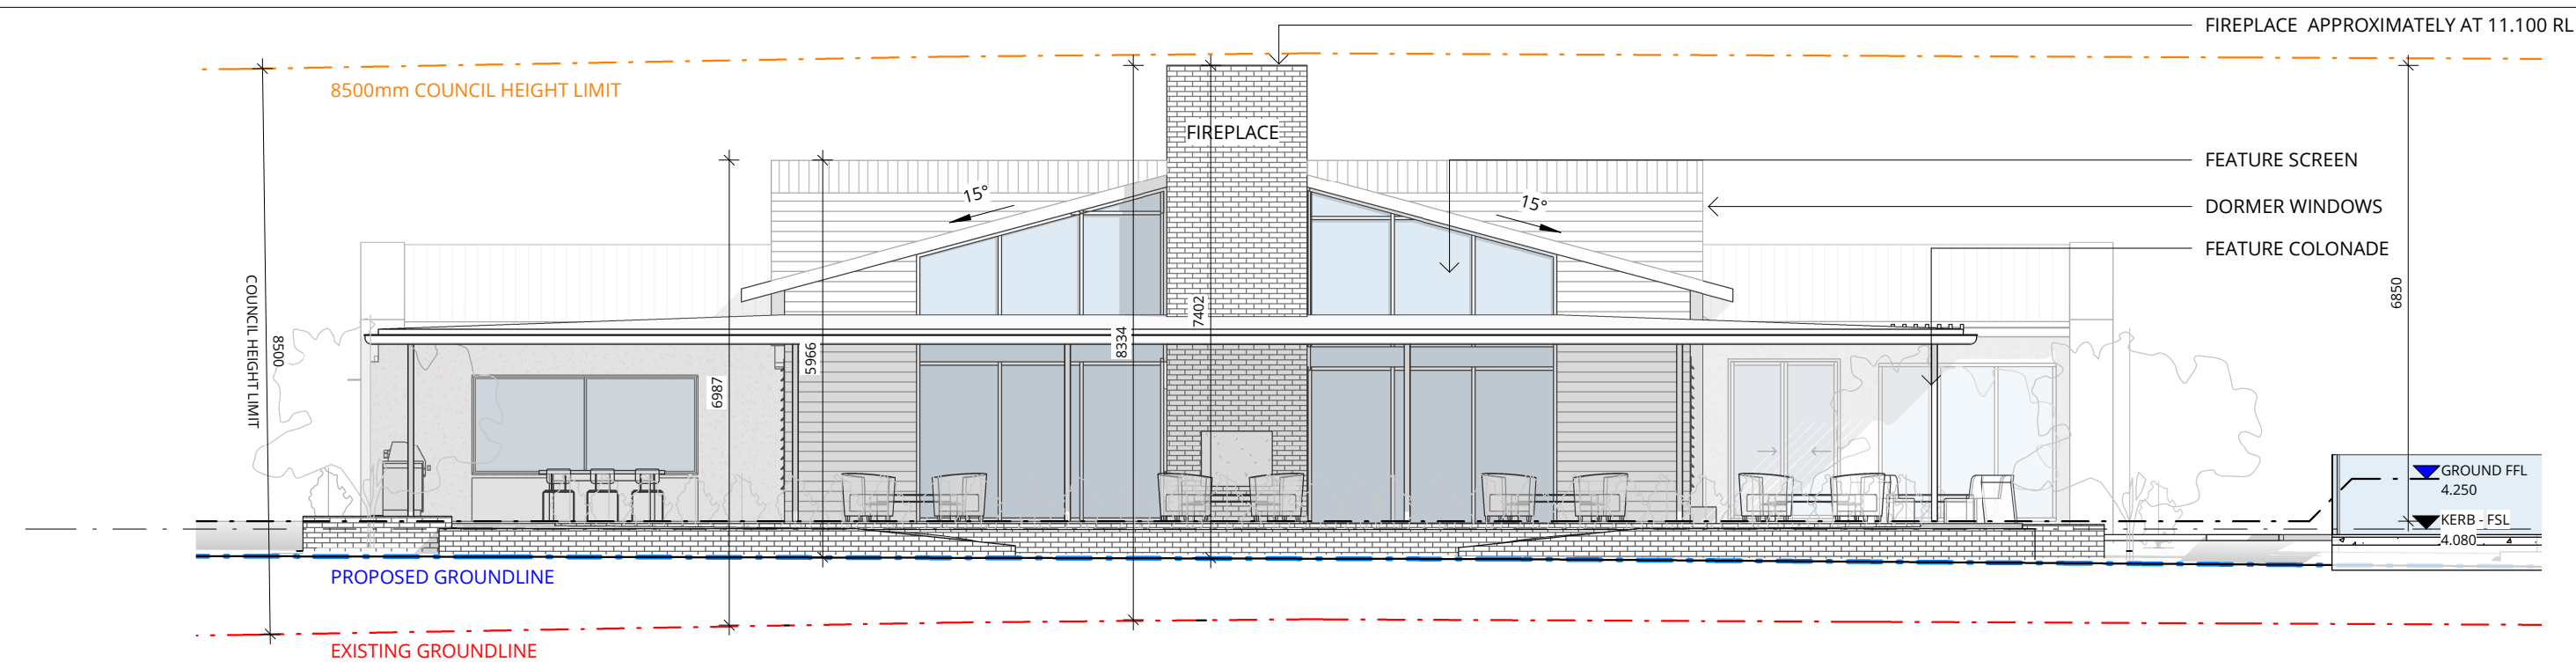 FIREPLACE  APPROXIMATELY AT 11.100 RL
8500mm COUNCIL HEIGHT LIMIT
FIREPLACE
FEATURE SCREEN
15°
15°
DORMER WINDOWS
FEATURE COLONADE
COUNCIL HEIGHT LIMIT
8500
6987
5966
8334
7402
6850
GROUND FFL
4.250
KERB - FSL
4.080
PROPOSED GROUNDLINE
EXISTING GROUNDLINE